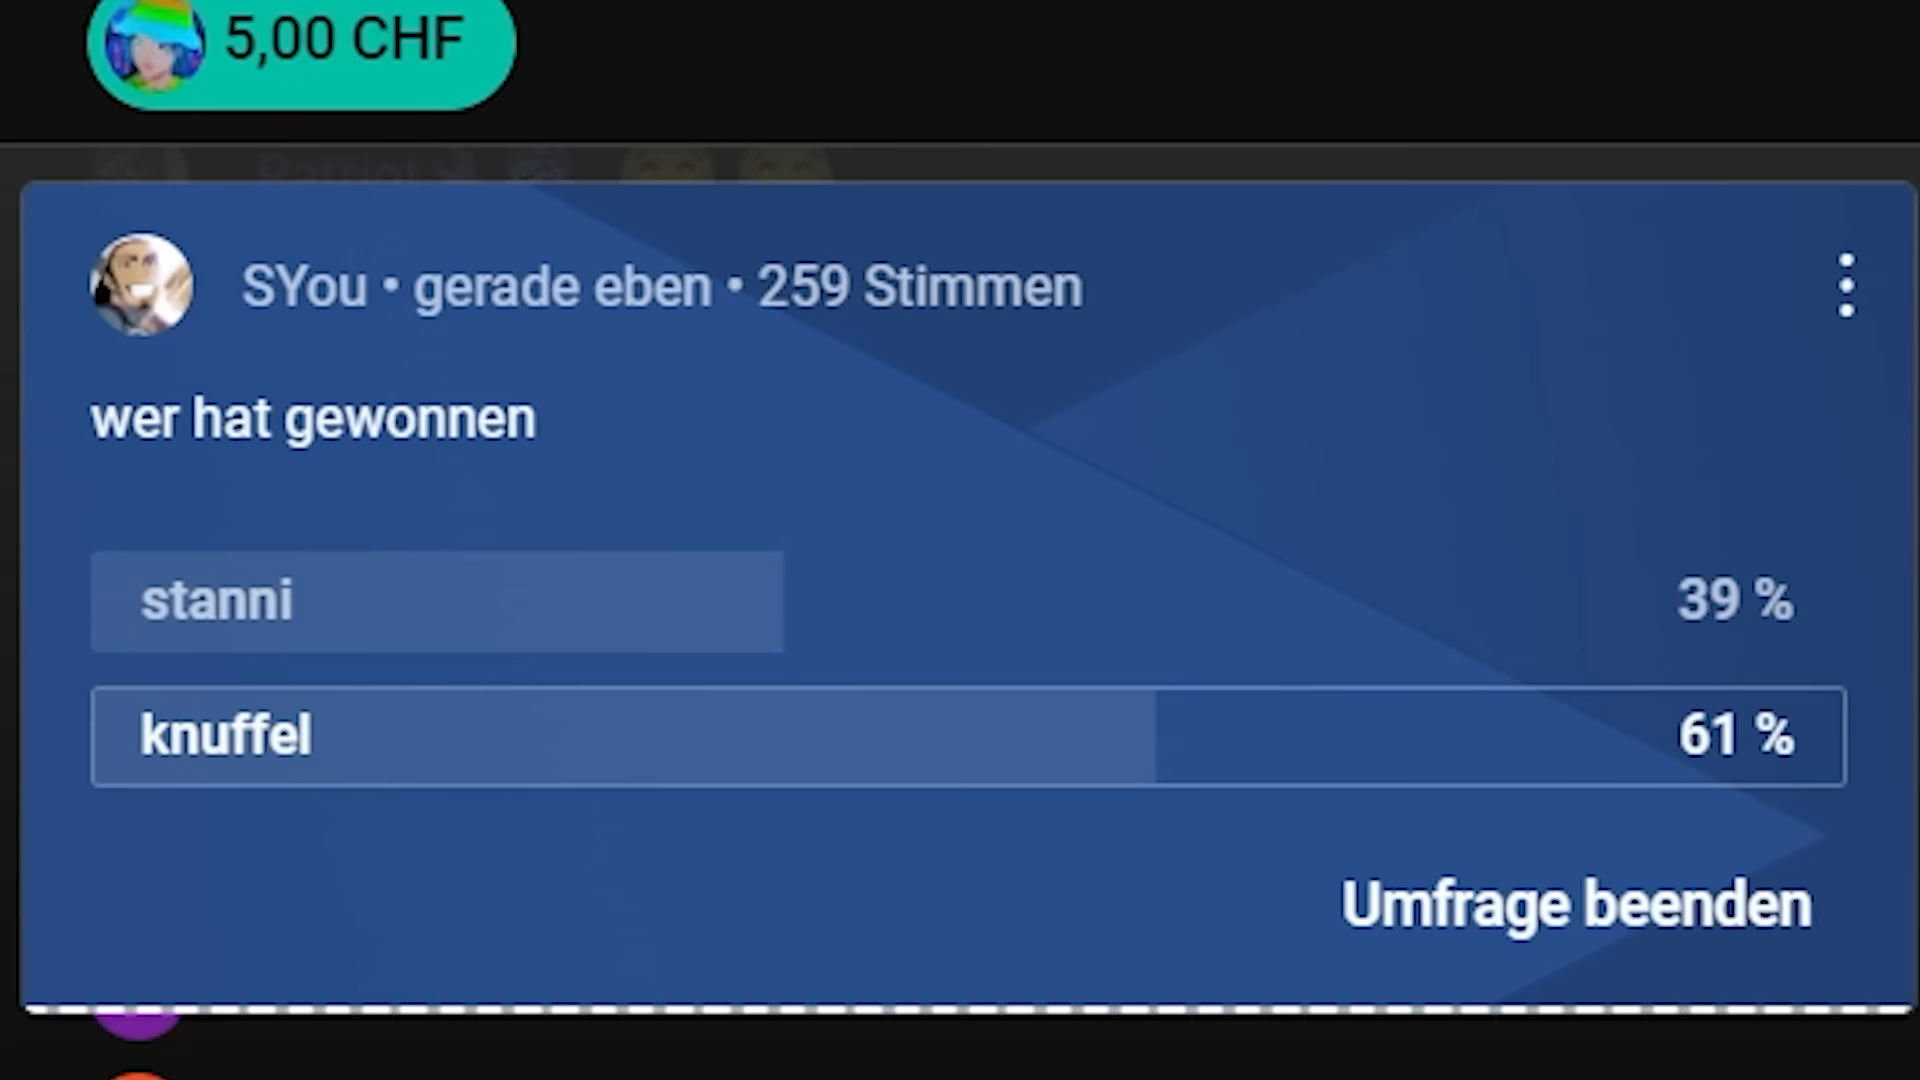 5,00 CHF
SYou • gerade eben • 259 Stimmen
wer hat gewonnen
stanni 39 %
knuffel 61 %
Umfrage beenden